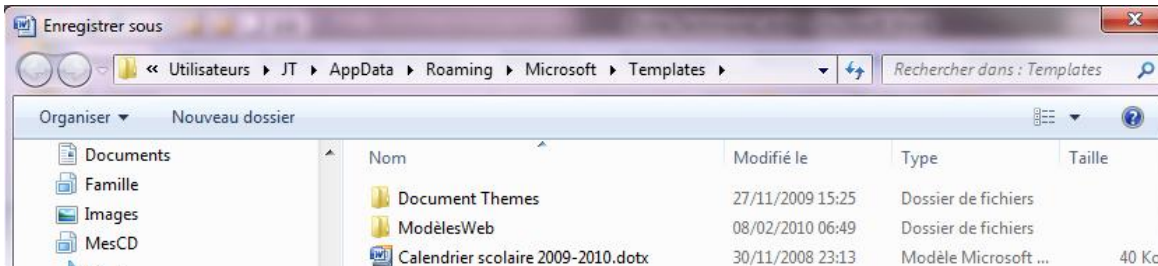 Enregistrer sous
« Utilisateurs JT AppData Roaming Microsoft Templates Rechercher dans : Templates
Organiser Nouveau dossier
Documents Nom Modifié le Type Taille
Famille Document Themes 27/11/2009 15:25 Dossier de fichiers
Images ModèlesWeb 08/02/2010 06:49 Dossier de fichiers
MesCD Calendrier scolaire 2009-2010.dotx 30/11/2008 23:13 Modèle Microsoft ... 40 Ko